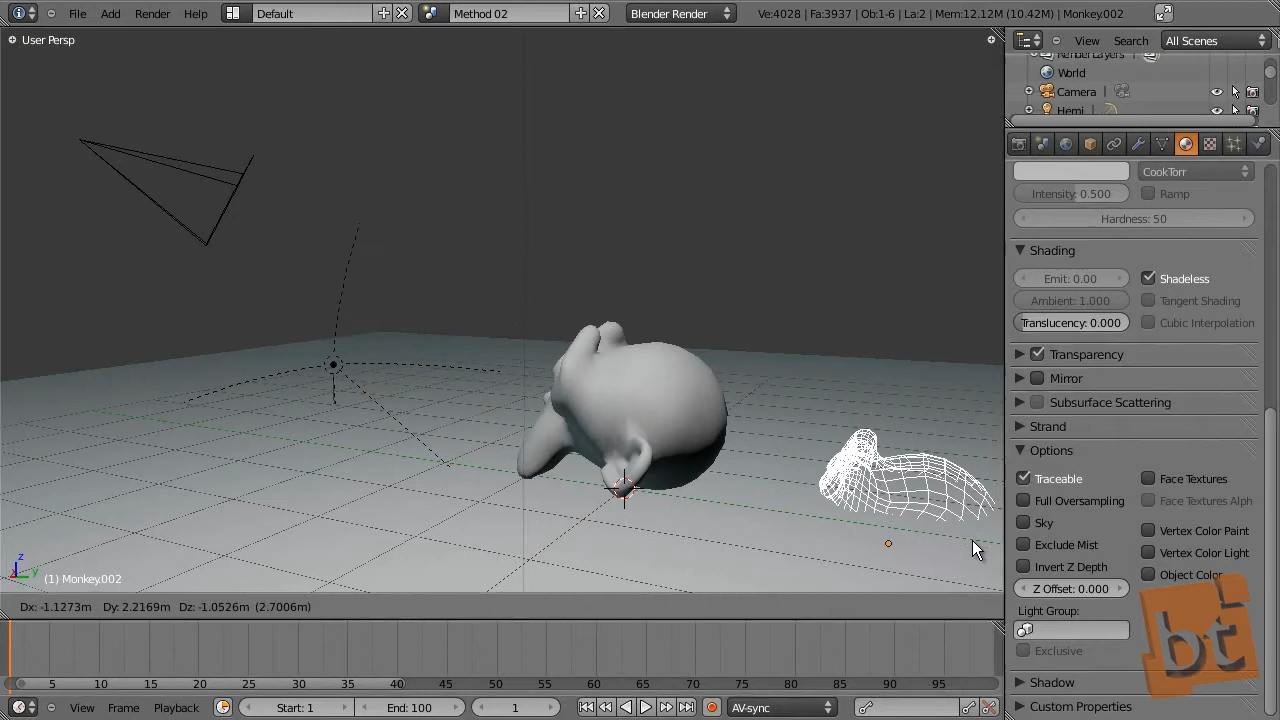 File Add Render Help Default Method 02 Blender Render Ve:4028 | Fa:3937 | Ob:1-6 | La:2 | Mem:12.12M (10.42M) | Monkey.002
User Persp
View Search All Scenes
RenderLayers
World
Camera
Hemi
CookTorr
Intensity: 0.500 Ramp
Hardness: 50
Shading
Emit: 0.00 Shadeless
Ambient: 1.000 Tangent Shading
Translucency: 0.000 Cubic Interpolation
Transparency
Mirror
Subsurface Scattering
Strand
Options
Traceable Face Textures
Full Oversampling Face Textures Alph
Sky Vertex Color Paint
Exclude Mist Vertex Color Light
Invert Z Depth Object Color
Z Offset: 0.000
Light Group:
Exclusive
Shadow
Custom Properties
bt
z
x y
(1) Monkey.002
Dx: -1.1273m Dy: 2.2169m Dz: -1.0526m (2.7006m)
5 10 15 20 25 30 35 40 45 50 55 60 65 70 75 80 85 90 95
View Frame Playback Start: 1 End: 100 1 AV-sync